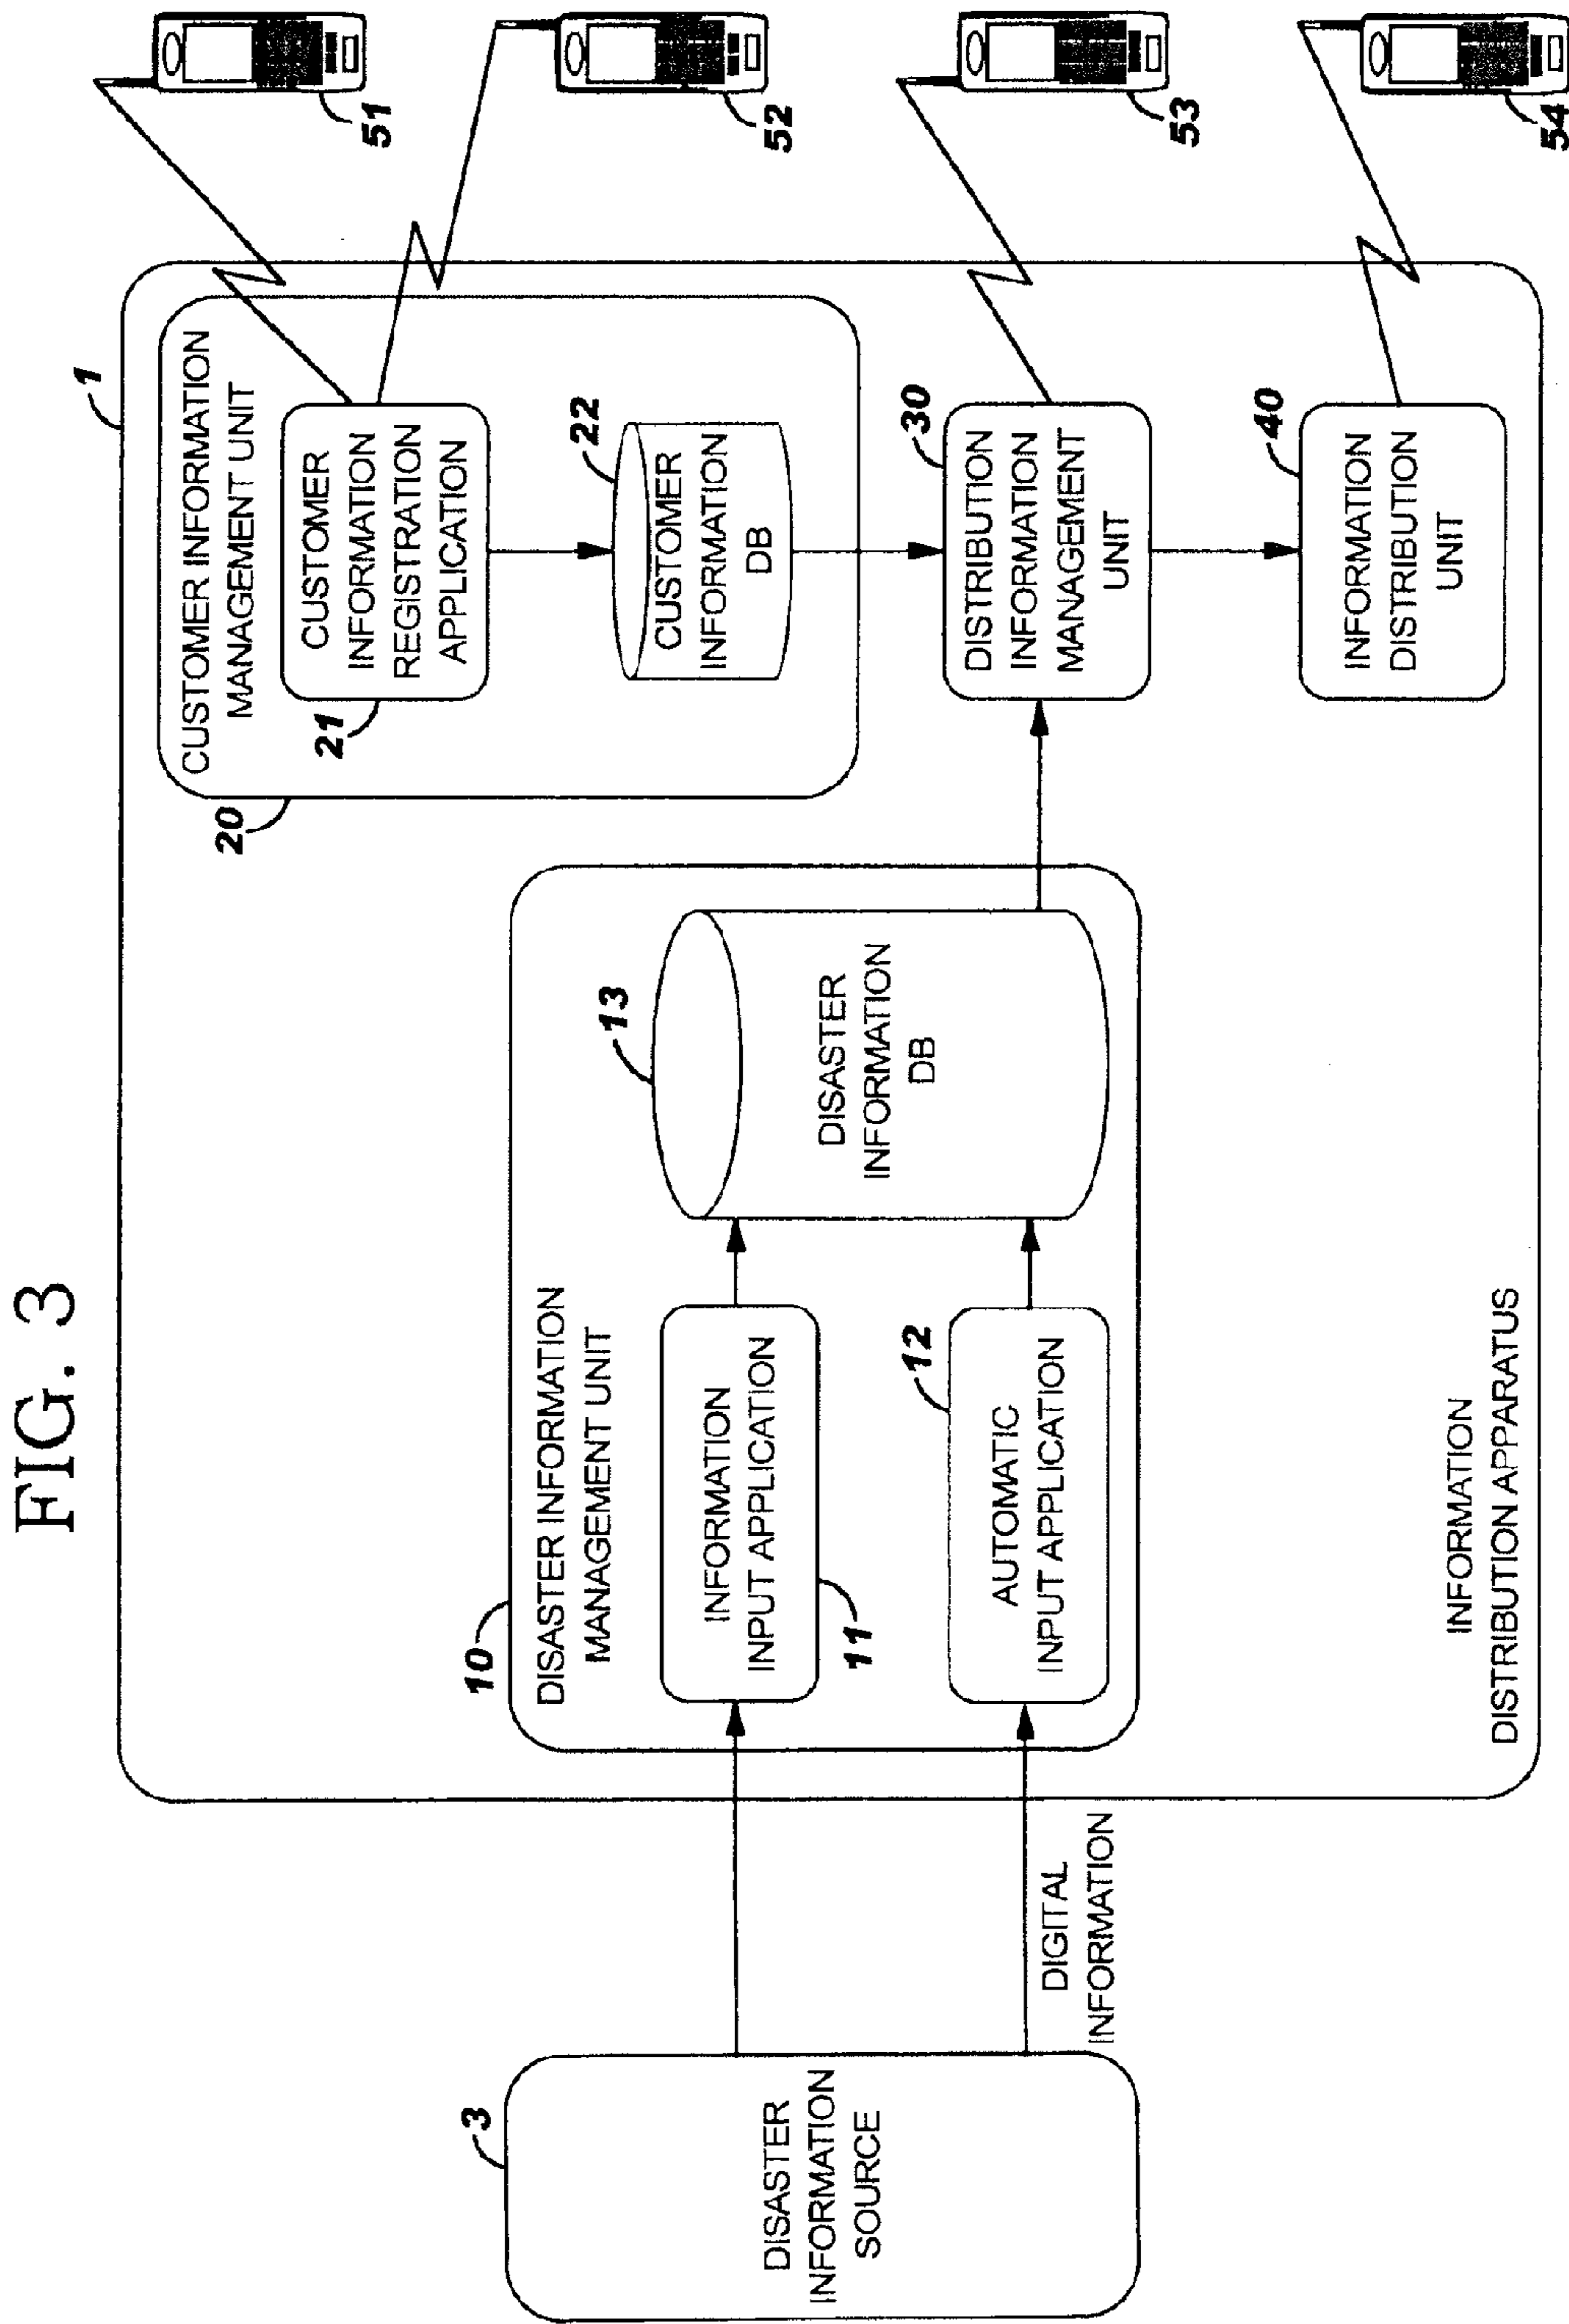 FIG. 3
3
DISASTER
INFORMATION
SOURCE
DIGITAL
INFORMATION
1
INFORMATION
DISTRIBUTION APPARATUS
10
DISASTER INFORMATION
MANAGEMENT UNIT
INFORMATION
INPUT APPLICATION
11
12
AUTOMATIC
INPUT APPLICATION
13
DISASTER
INFORMATION
DB
20
CUSTOMER INFORMATION
MANAGEMENT UNIT
21
CUSTOMER
INFORMATION
REGISTRATION
APPLICATION
22
CUSTOMER
INFORMATION
DB
30
DISTRIBUTION
INFORMATION
MANAGEMENT
UNIT
40
INFORMATION
DISTRIBUTION
UNIT
51
52
53
54